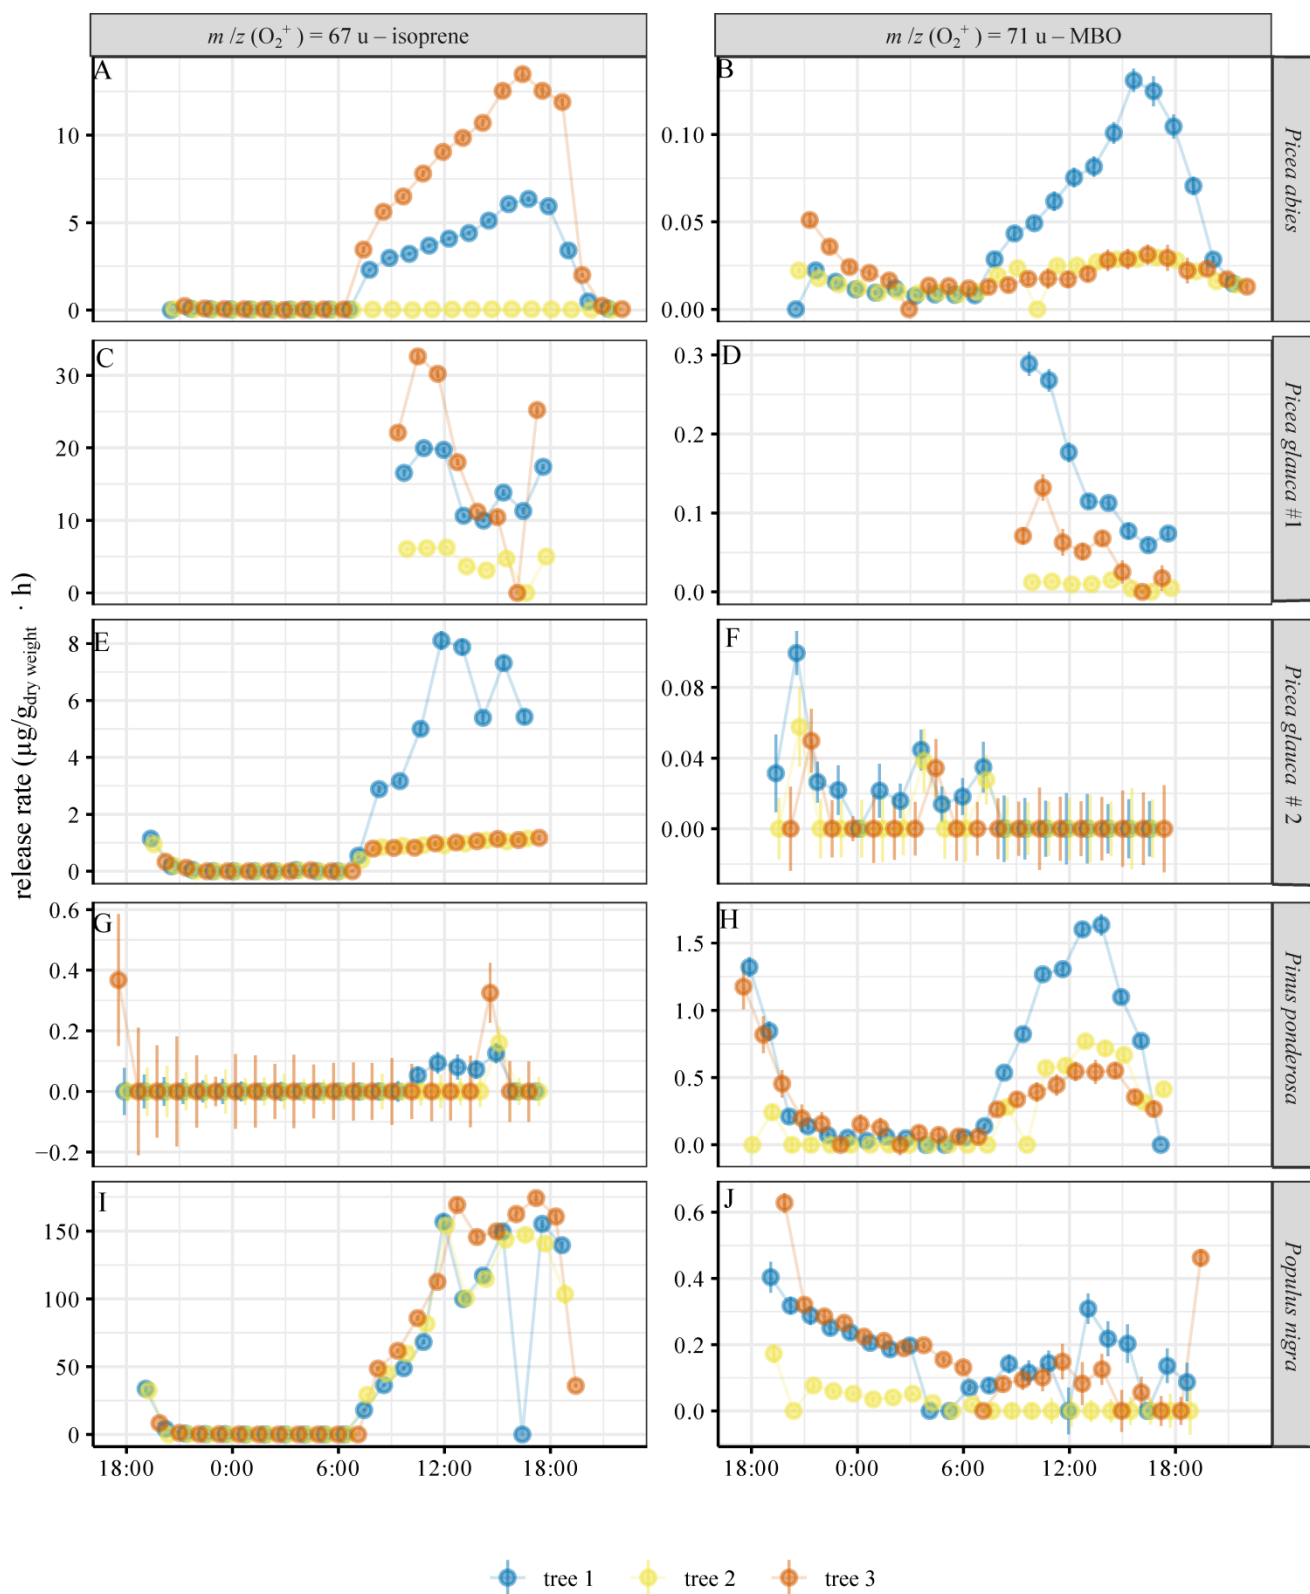 m/z (O₂⁺) = 67 u – isoprene
m/z (O₂⁺) = 71 u – MBO
release rate (µg/g dry weight · h)
A
10
5
0
B
0.10
0.05
0.00
Picea abies
C
30
20
10
0
D
0.3
0.2
0.1
0.0
Picea glauca #1
E
8
6
4
2
0
F
0.08
0.04
0.00
Picea glauca # 2
G
0.6
0.4
0.2
0.0
−0.2
H
1.5
1.0
0.5
0.0
Pinus ponderosa
I
150
100
50
0
J
0.6
0.4
0.2
0.0
Populus nigra
18:00 0:00 6:00 12:00 18:00
18:00 0:00 6:00 12:00 18:00
tree 1 tree 2 tree 3